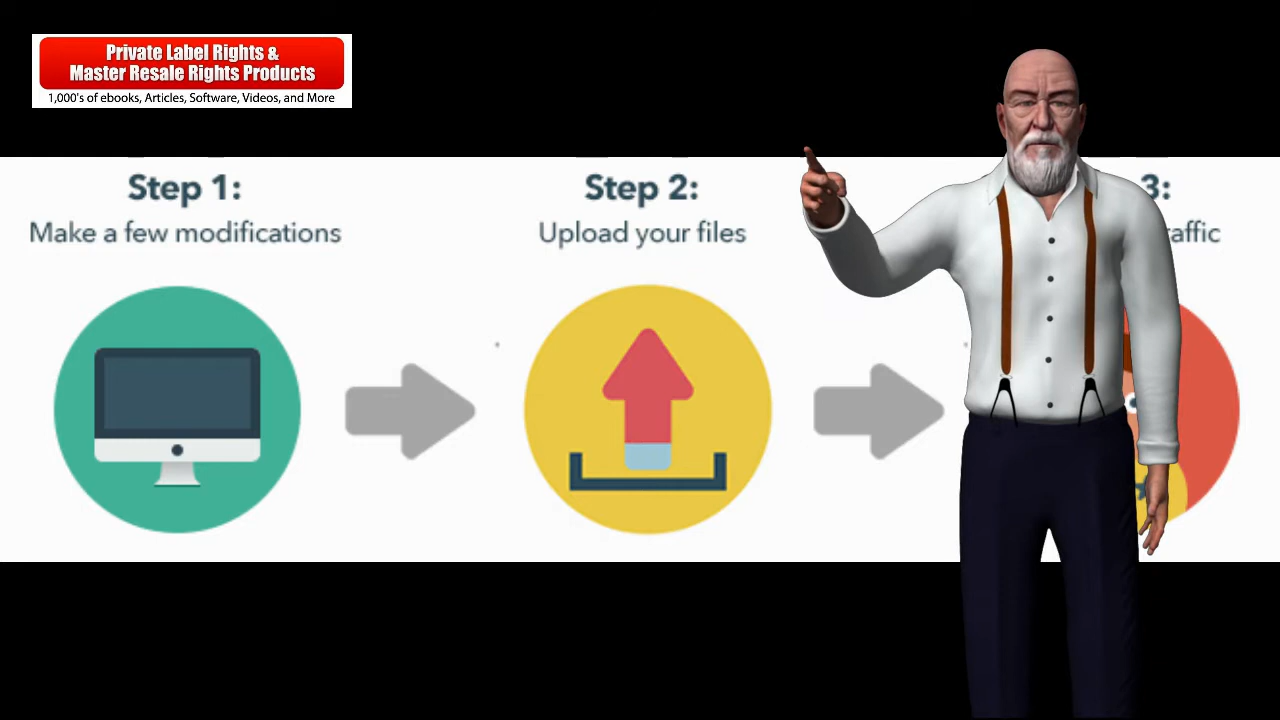 Private Label Rights &
Master Resale Rights Products
1,000's of ebooks, Articles, Software, Videos, and More
Step 1:
Make a few modifications
Step 2:
Upload your files
3: